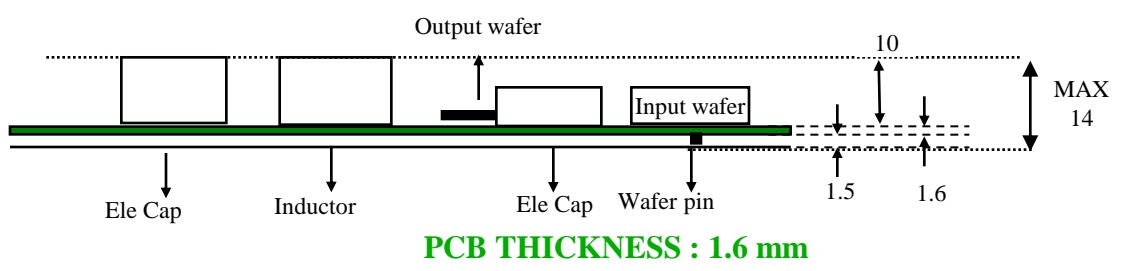 Output wafer
10
MAX
14
Input wafer
Ele Cap
Inductor
Ele Cap
Wafer pin
1.5
1.6
PCB THICKNESS : 1.6 mm